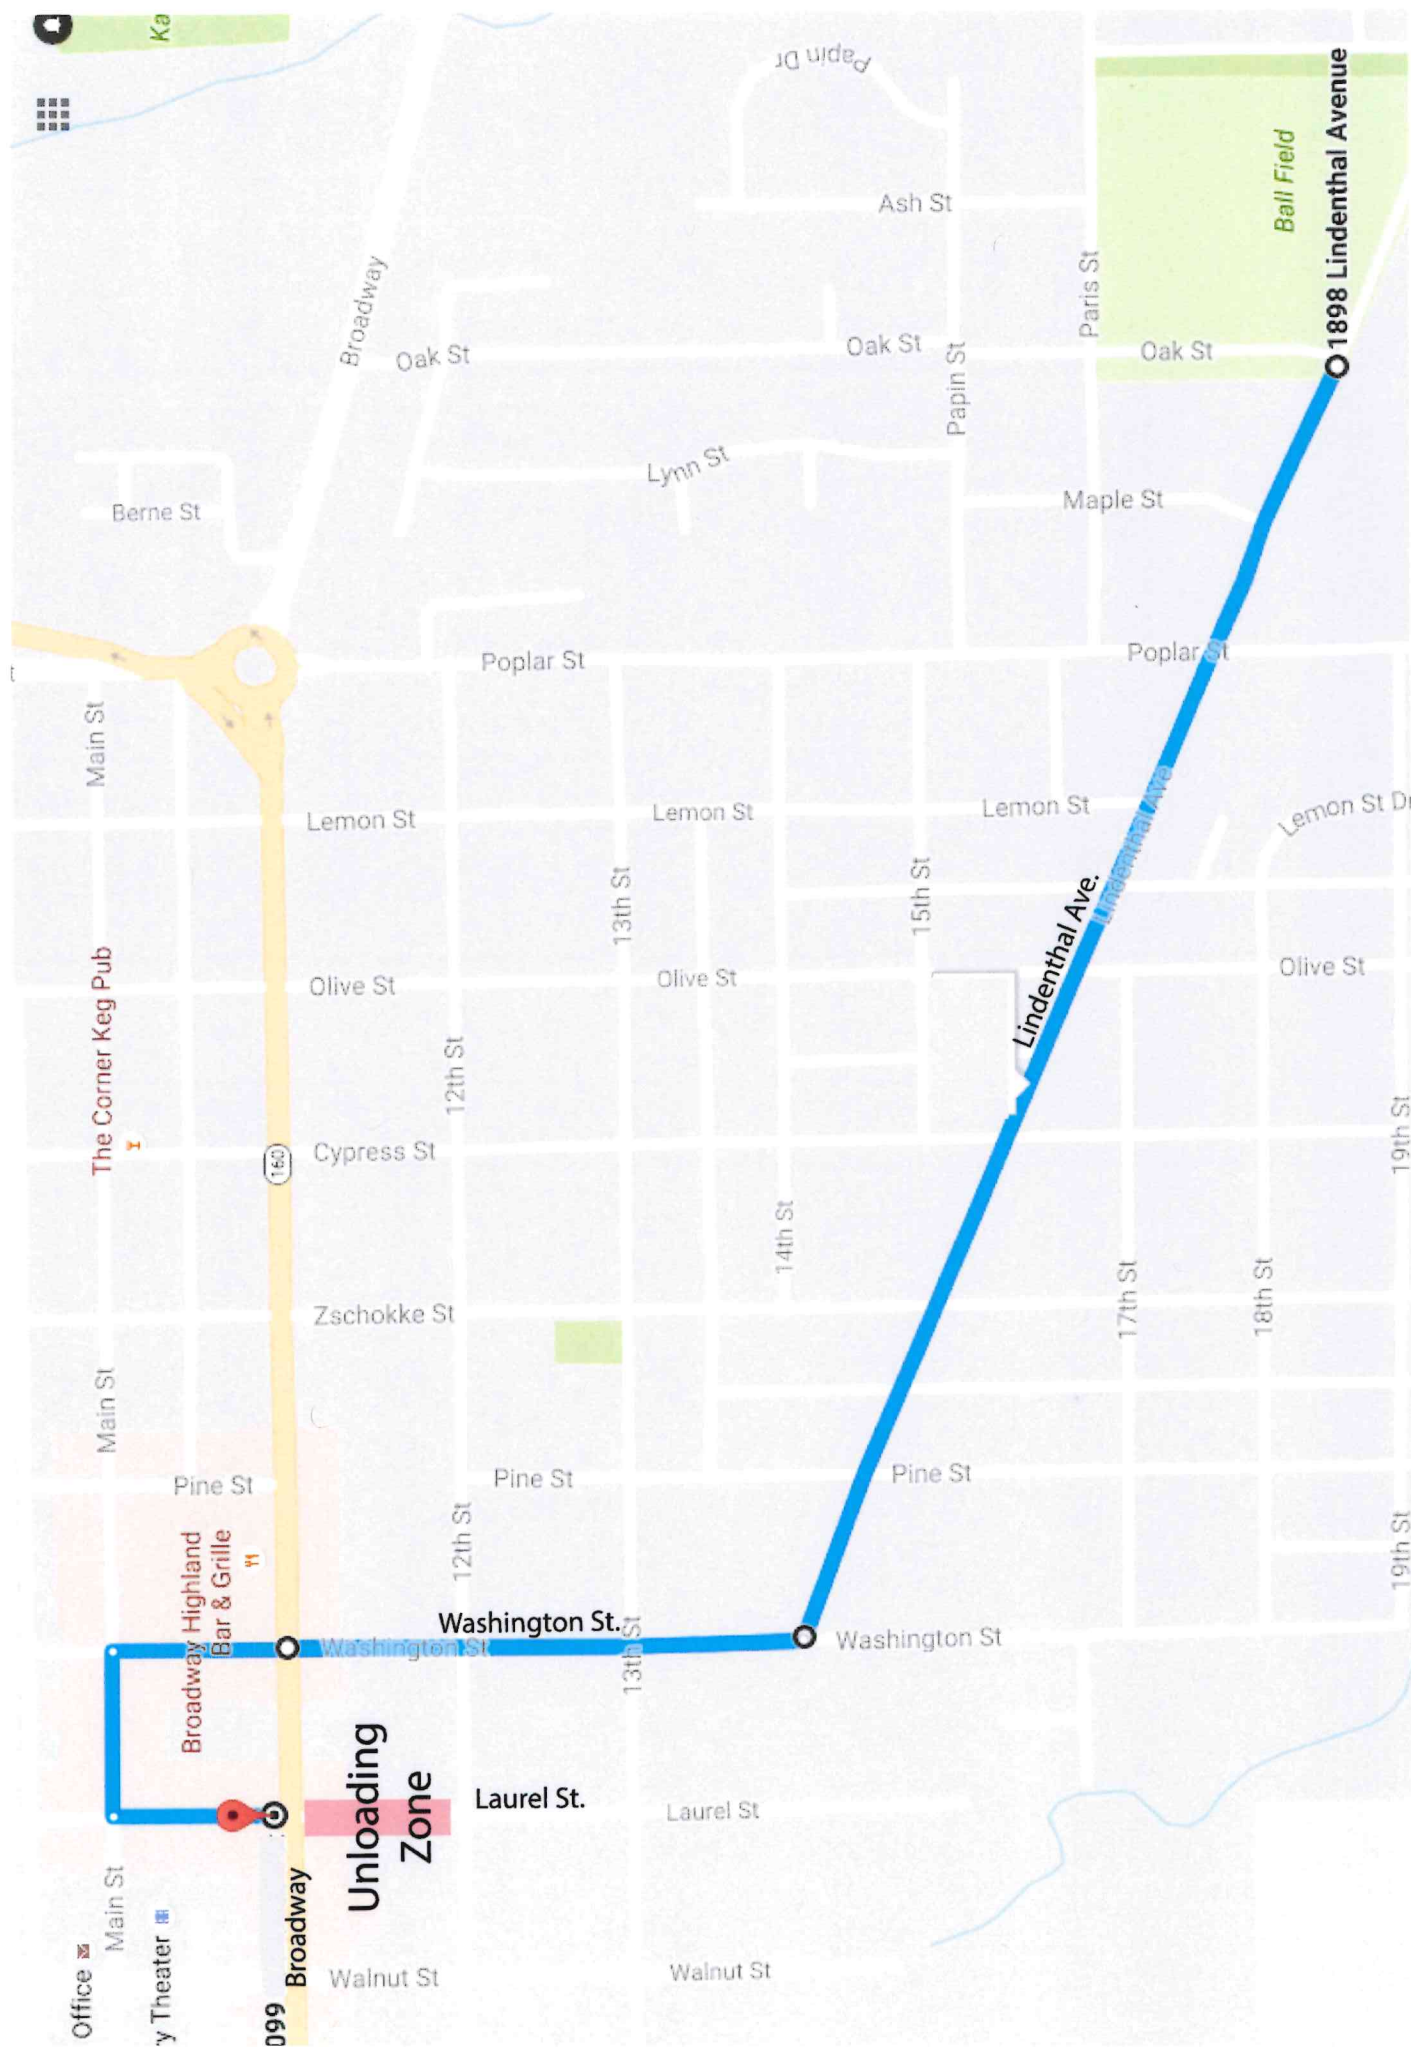 Ka
Papin Dr
Ash St
Ball Field
1898 Lindenthal Avenue
Broadway
Paris St
Oak St
Oak St
Oak St
Papin St
Lynn St
Maple St
Berne St
Poplar St
Poplar St
Main St
Lemon St
Lemon St
Lemon St
Lemon St Dr
Lindenthal Ave
13th St
15th St
Lindenthal Ave.
The Corner Keg Pub
Olive St
Olive St
Olive St
12th St
160
Cypress St
19th St
14th St
17th St
18th St
Zschokke St
Main St
Pine St
Pine St
Pine St
Broadway Highland
Bar & Grille
12th St
19th St
Washington St.
Washington St
13th St
Washington St
Unloading
Zone
Laurel St.
Laurel St
Main St
Office
y Theater
Broadway
Walnut St
Walnut St
099